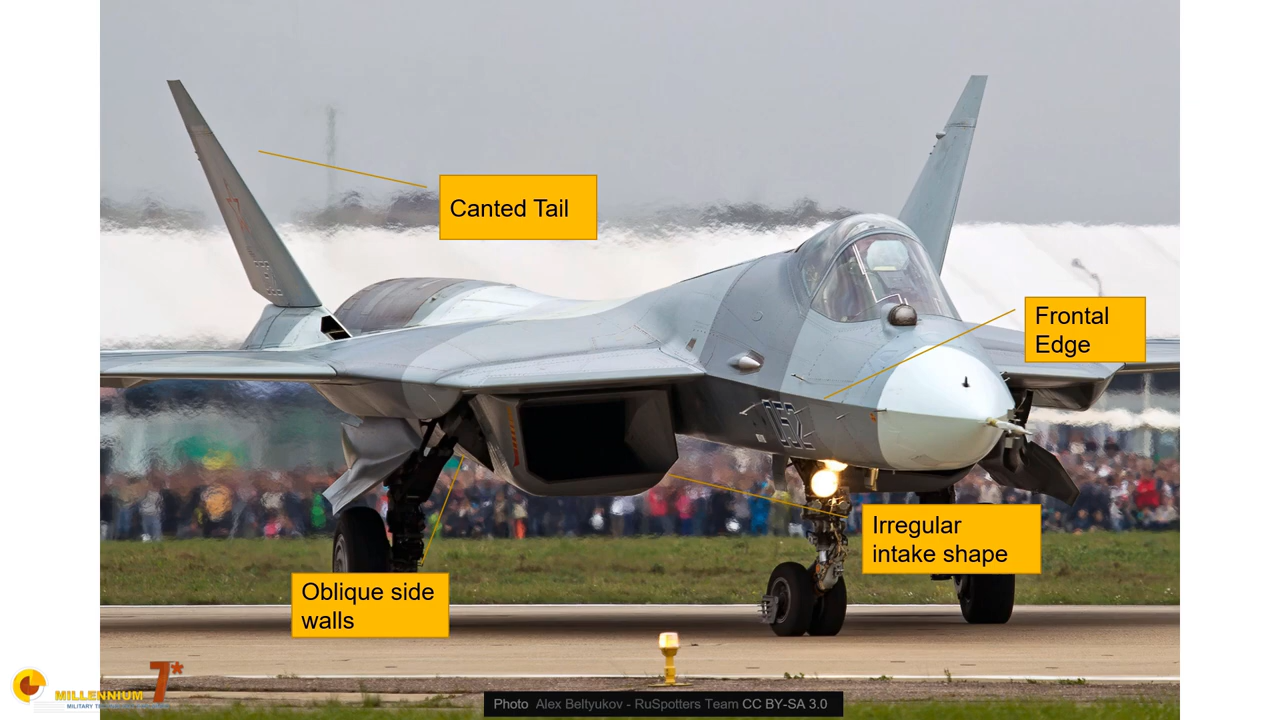 Canted Tail
Frontal
Edge
052
Irregular
intake shape
Oblique side
walls
MILLENNIUM 7*
Photo Alex Beltyukov - RuSpotters Team CC BY-SA 3.0